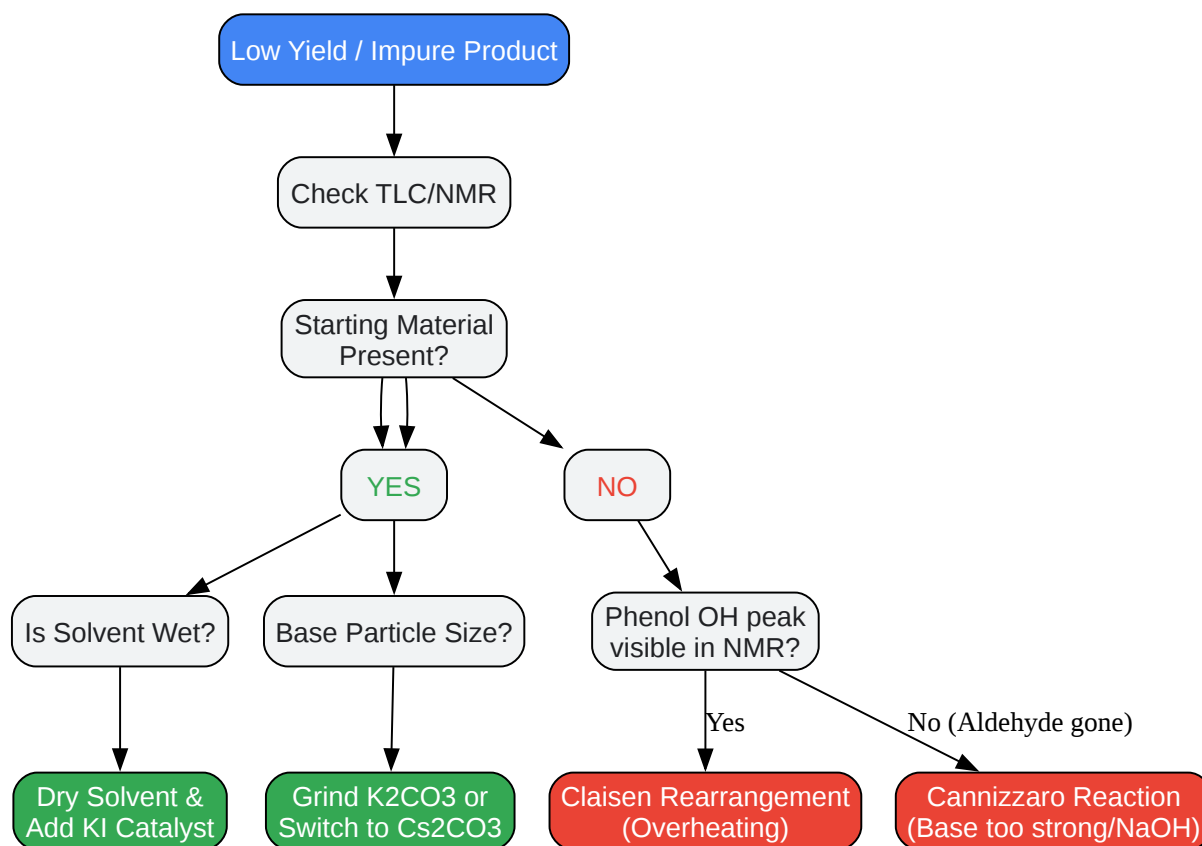 Low Yield / Impure Product
Check TLC/NMR
Starting Material
Present?
YES
NO
Is Solvent Wet?
Base Particle Size?
Phenol OH peak
visible in NMR?
Yes
No (Aldehyde gone)
Dry Solvent &
Add KI Catalyst
Grind K2CO3 or
Switch to Cs2CO3
Claisen Rearrangement
(Overheating)
Cannizzaro Reaction
(Base too strong/NaOH)